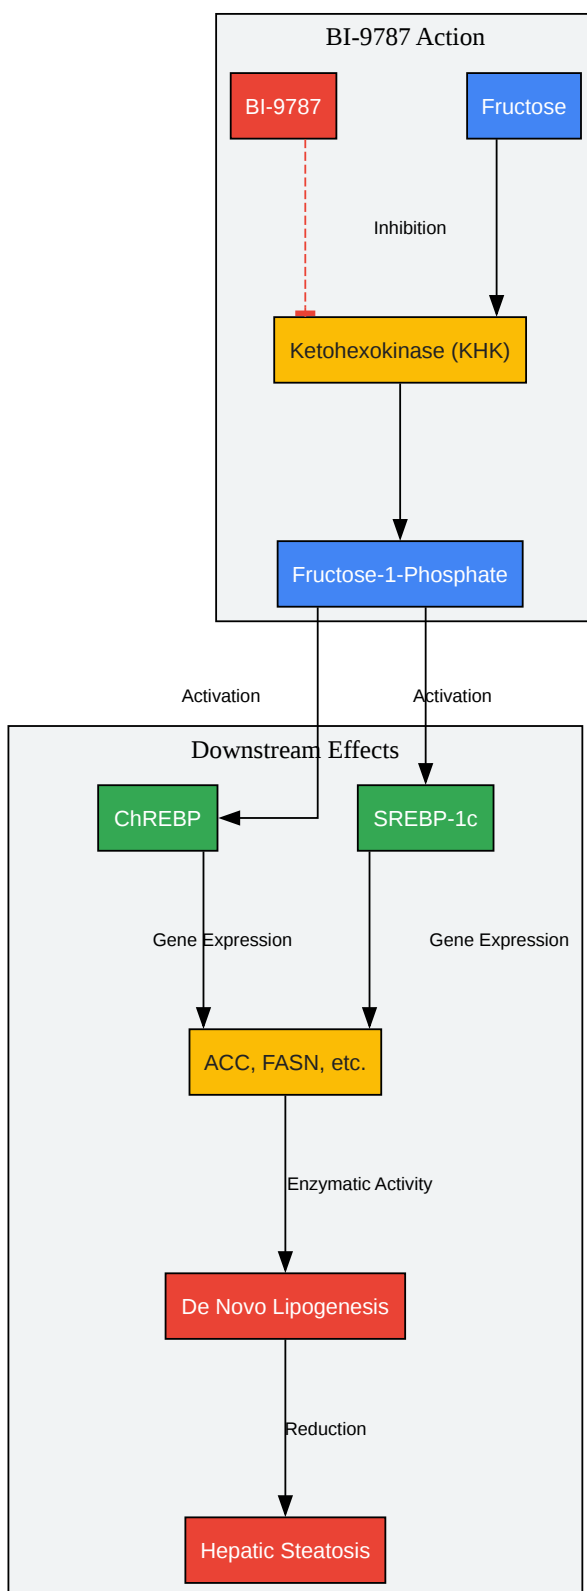 BI-9787 Action
BI-9787
Fructose
Inhibition
Ketohexokinase (KHK)
Fructose-1-Phosphate
Activation
Activation
Downstream Effects
ChREBP
SREBP-1c
Gene Expression
Gene Expression
ACC, FASN, etc.
Enzymatic Activity
De Novo Lipogenesis
Reduction
Hepatic Steatosis